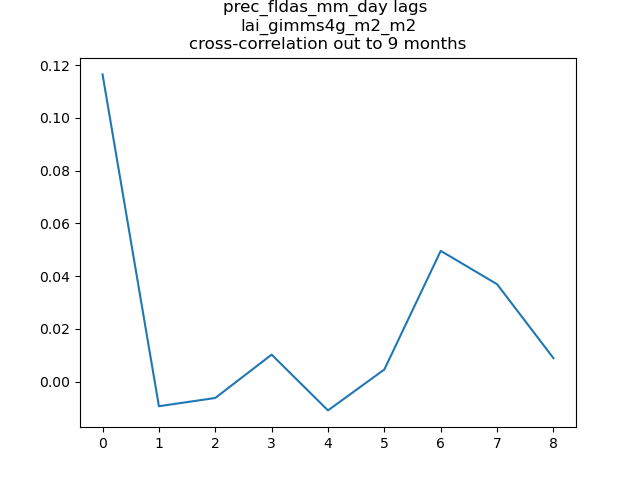 prec_fldas_mm_day lags
lai_gimms4g_m2_m2
cross-correlation out to 9 months
0.12
0.10
0.08
0.06
0.04
0.02
0.00
0 1 2 3 4 5 6 7 8